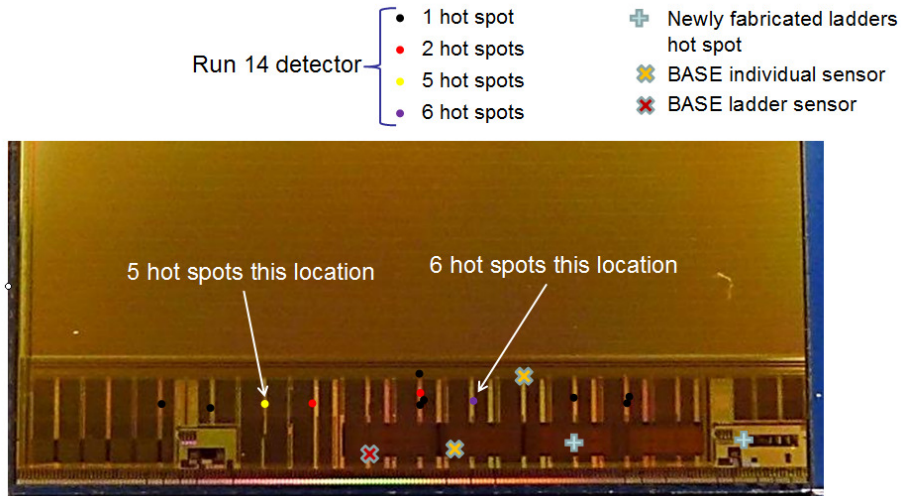 Run 14 detector
1 hot spot
2 hot spots
5 hot spots
6 hot spots
Newly fabricated ladders
hot spot
BASE individual sensor
BASE ladder sensor
5 hot spots this location
6 hot spots this location